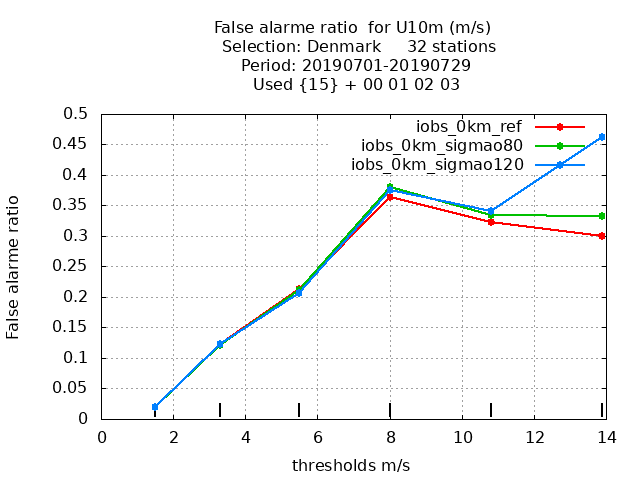 False alarme ratio  for U10m (m/s)
Selection: Denmark     32 stations
Period: 20190701-20190729
Used {15} + 00 01 02 03
iobs_0km_ref
iobs_0km_sigmao80
iobs_0km_sigmao120
False alarme ratio
0.5
0.45
0.4
0.35
0.3
0.25
0.2
0.15
0.1
0.05
0
0 2 4 6 8 10 12 14
thresholds m/s